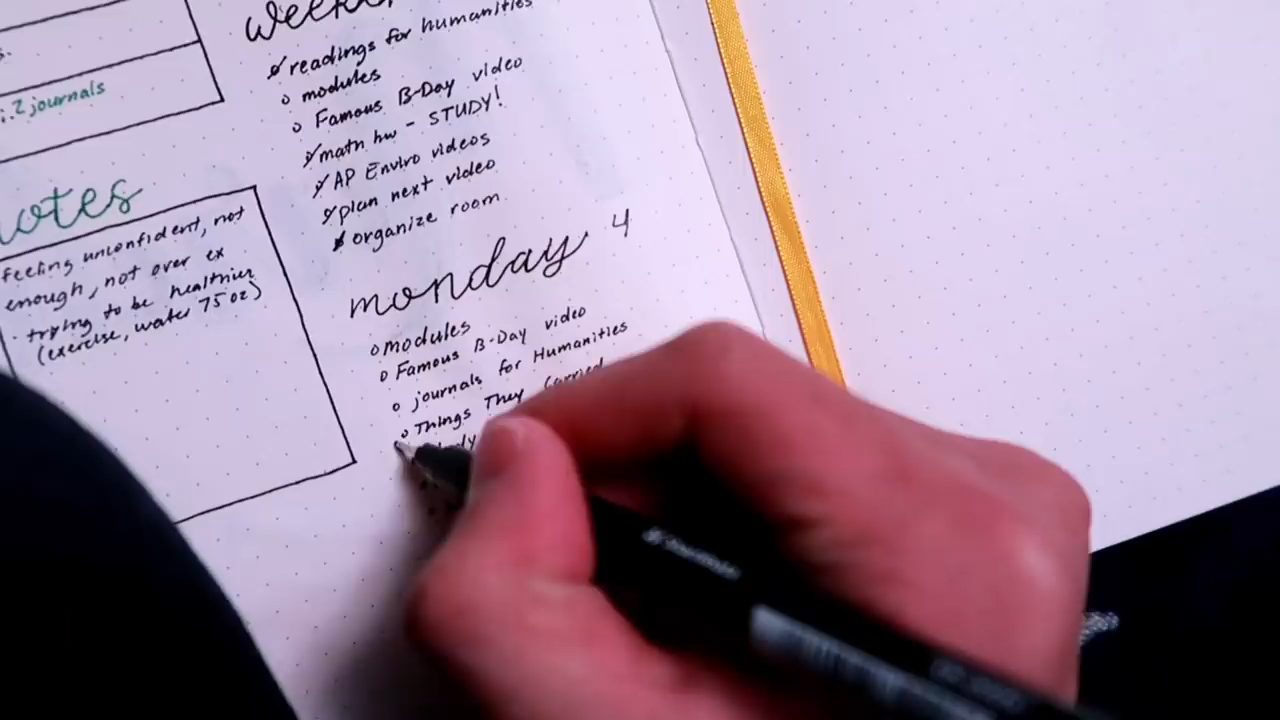 2 journals
notes
feeling unconfident, not
enough, not over ex
trying to be healthier
(exercise, water 75 oz)
readings for humanities
modules
Famous B-Day video
math hw - STUDY!
AP Enviro videos
plan next video
organize room
monday 4
modules
Famous B-Day video
journals for Humanities
Things They Carried